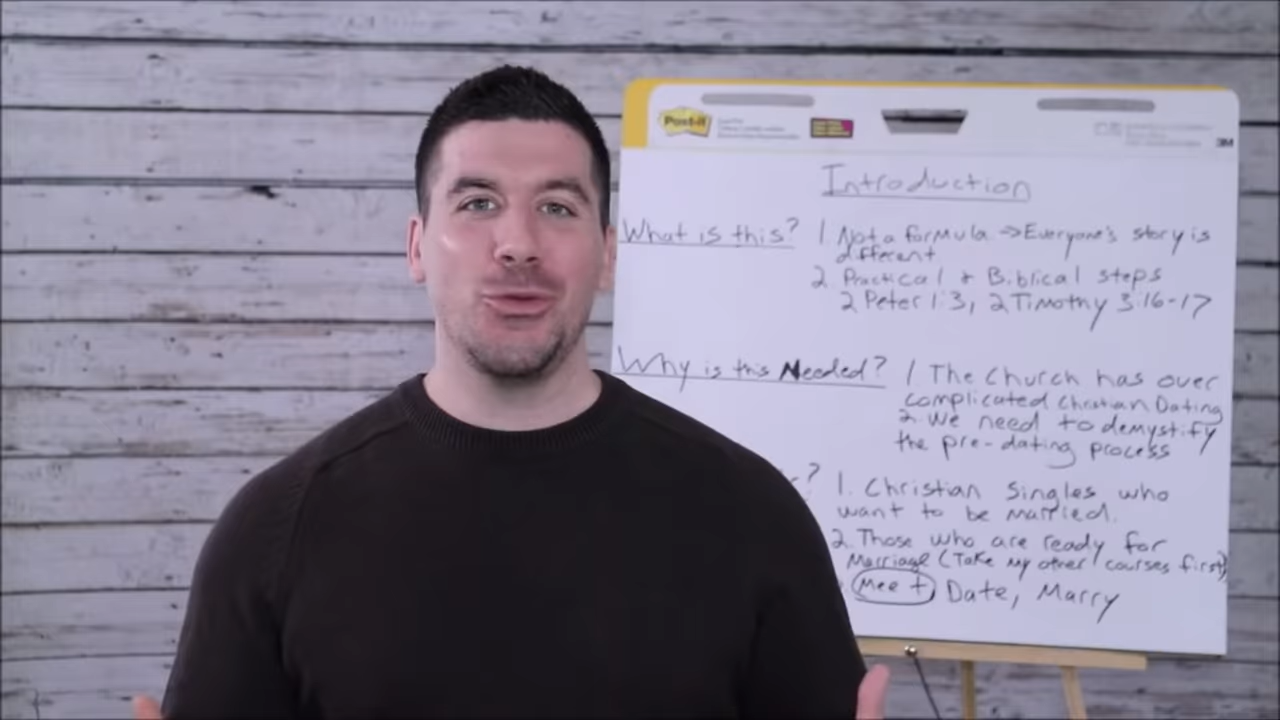 Post-it
3M
Introduction
What is this? 1. Not a formula → Everyone's story is
different
2. Practical + Biblical steps
2 Peter 1:3, 2 Timothy 3:16-17
Why is this Needed? 1. The Church has over
complicated Christian Dating
2. We need to demystify
the pre-dating process
? 1. Christian Singles who
want to be married.
2. Those who are ready for
Marriage (Take my other courses first)
Meet Date, Marry